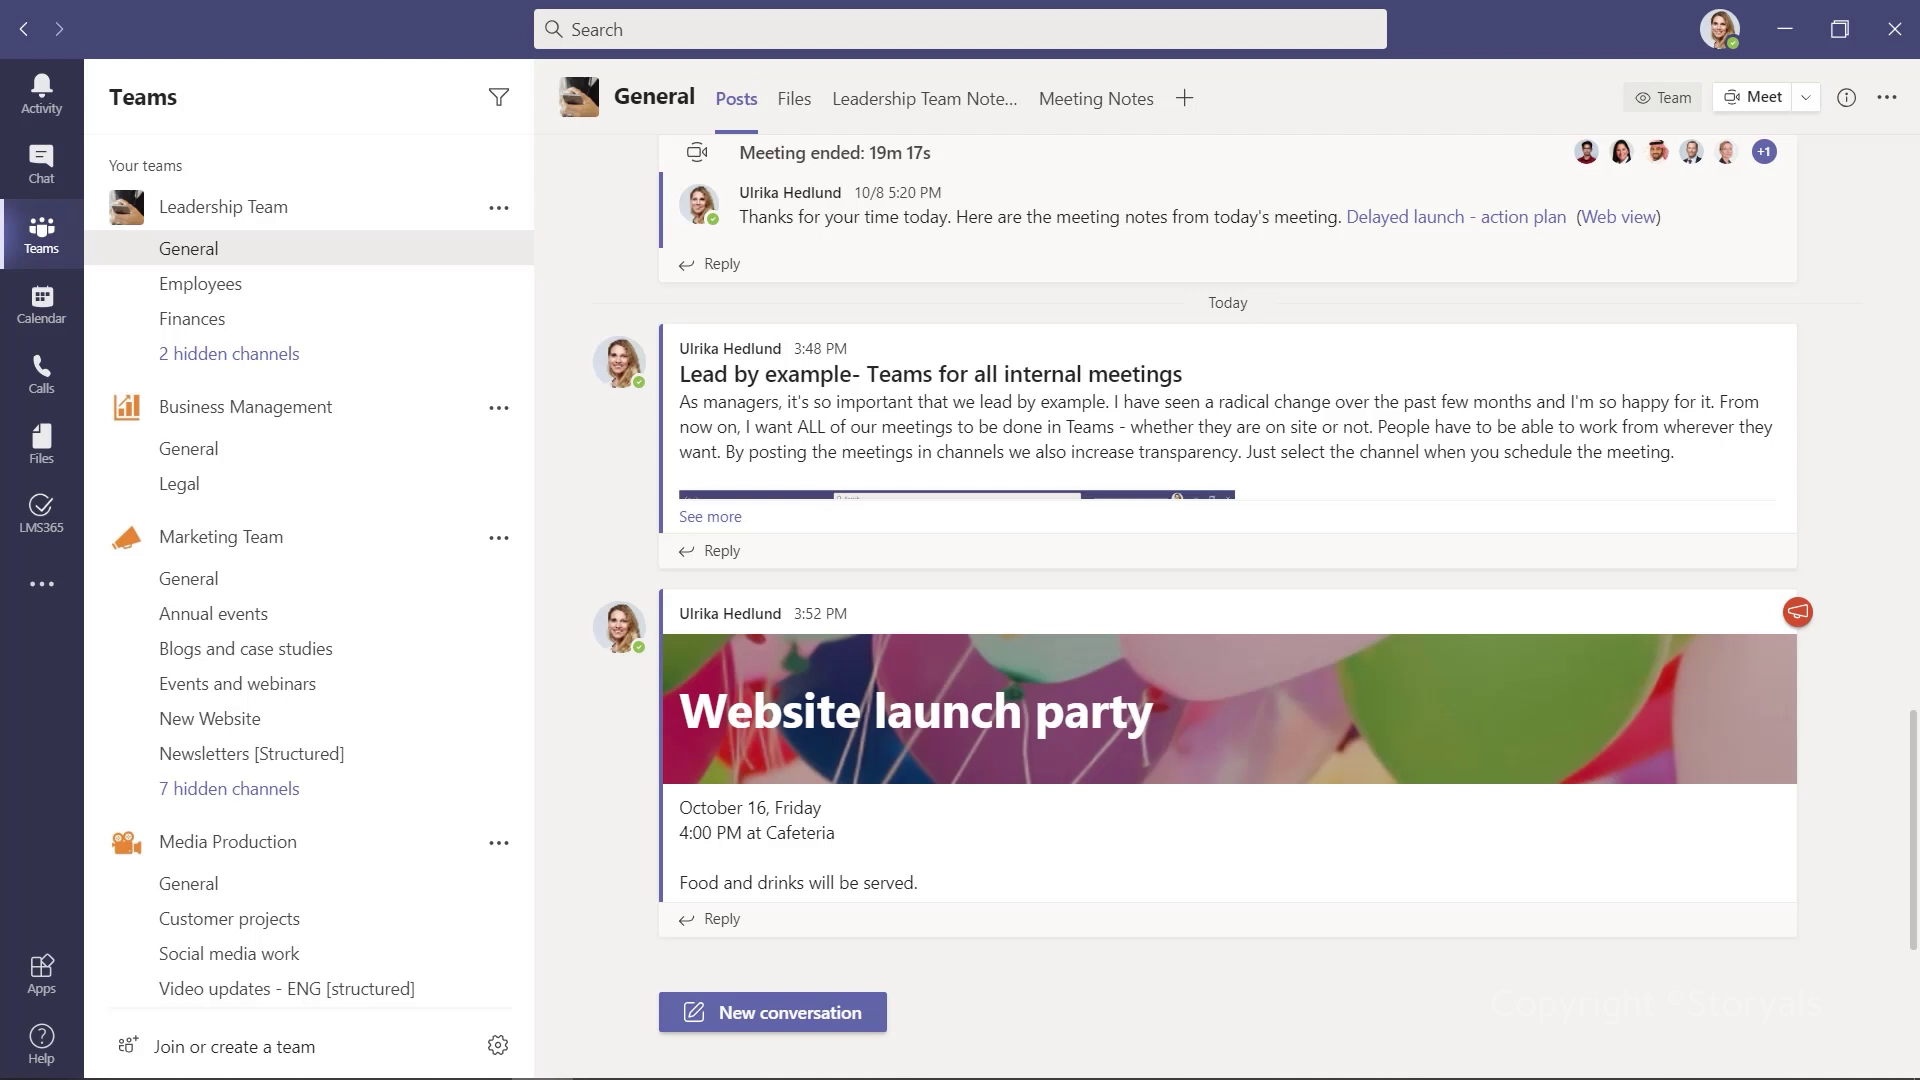 Search
Activity
Chat
Teams
Calendar
Calls
Files
LMS365
Apps
Help
Teams
Your teams
Leadership Team
General
Employees
Finances
2 hidden channels
Business Management
General
Legal
Marketing Team
General
Annual events
Blogs and case studies
Events and webinars
New Website
Newsletters [Structured]
7 hidden channels
Media Production
General
Customer projects
Social media work
Video updates - ENG [structured]
Join or create a team
General Posts Files Leadership Team Note... Meeting Notes
Team Meet
Meeting ended: 19m 17s +1
Ulrika Hedlund 10/8 5:20 PM
Thanks for your time today. Here are the meeting notes from today's meeting. Delayed launch - action plan (Web view)
Reply
Today
Ulrika Hedlund 3:48 PM
Lead by example- Teams for all internal meetings
As managers, it's so important that we lead by example. I have seen a radical change over the past few months and I'm so happy for it. From
now on, I want ALL of our meetings to be done in Teams - whether they are on site or not. People have to be able to work from wherever they
want. By posting the meetings in channels we also increase transparency. Just select the channel when you schedule the meeting.
See more
Reply
Ulrika Hedlund 3:52 PM
Website launch party
October 16, Friday
4:00 PM at Cafeteria
Food and drinks will be served.
Reply
New conversation
Copyright ©Storyals